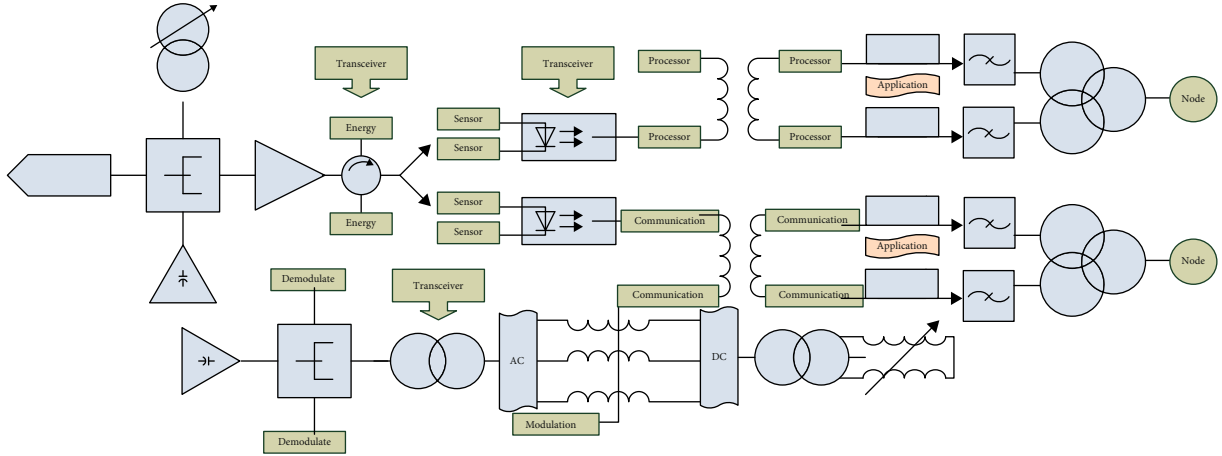 Transceiver
Transceiver
Processor
Processor
Application
Node
Energy
Sensor
Sensor
Processor
Processor
Energy
Sensor
Sensor
Communication
Communication
Application
Node
Demodulate
Transceiver
Communication
Communication
AC
DC
Modulation
Demodulate